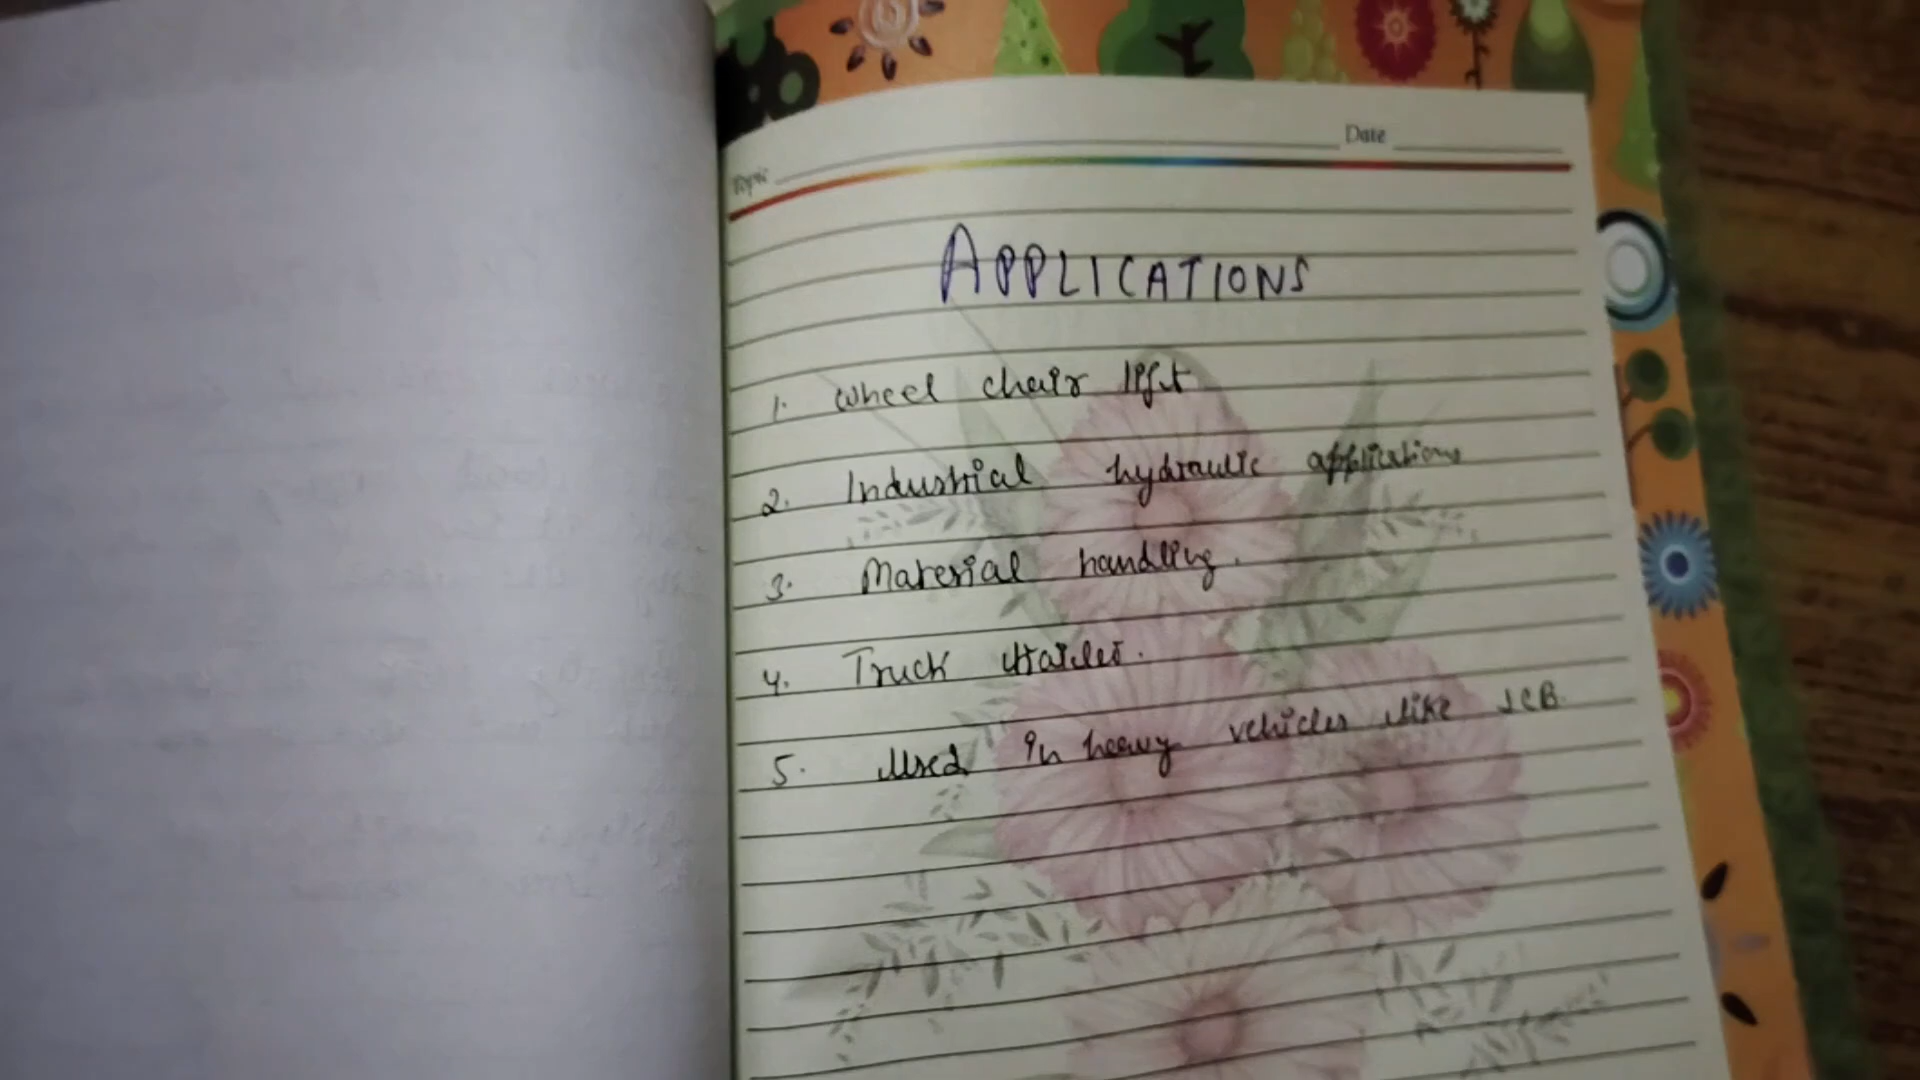 Date
Topic
APPLICATIONS
1. Wheel chair lift
2. Industrial hydraulic applications
3. Material handling.
4. Truck trailer.
5. Used in heavy vehicles like JCB.